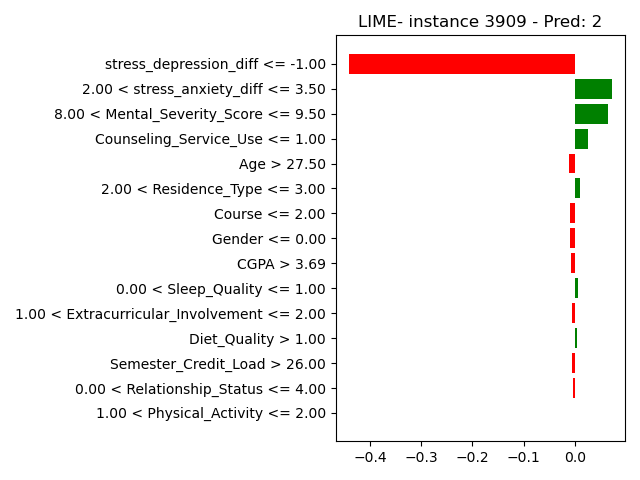 LIME- instance 3909 - Pred: 2
stress_depression_diff <= -1.00
2.00 < stress_anxiety_diff <= 3.50
8.00 < Mental_Severity_Score <= 9.50
Counseling_Service_Use <= 1.00
Age > 27.50
2.00 < Residence_Type <= 3.00
Course <= 2.00
Gender <= 0.00
CGPA > 3.69
0.00 < Sleep_Quality <= 1.00
1.00 < Extracurricular_Involvement <= 2.00
Diet_Quality > 1.00
Semester_Credit_Load > 26.00
0.00 < Relationship_Status <= 4.00
1.00 < Physical_Activity <= 2.00
−0.4 −0.3 −0.2 −0.1 0.0